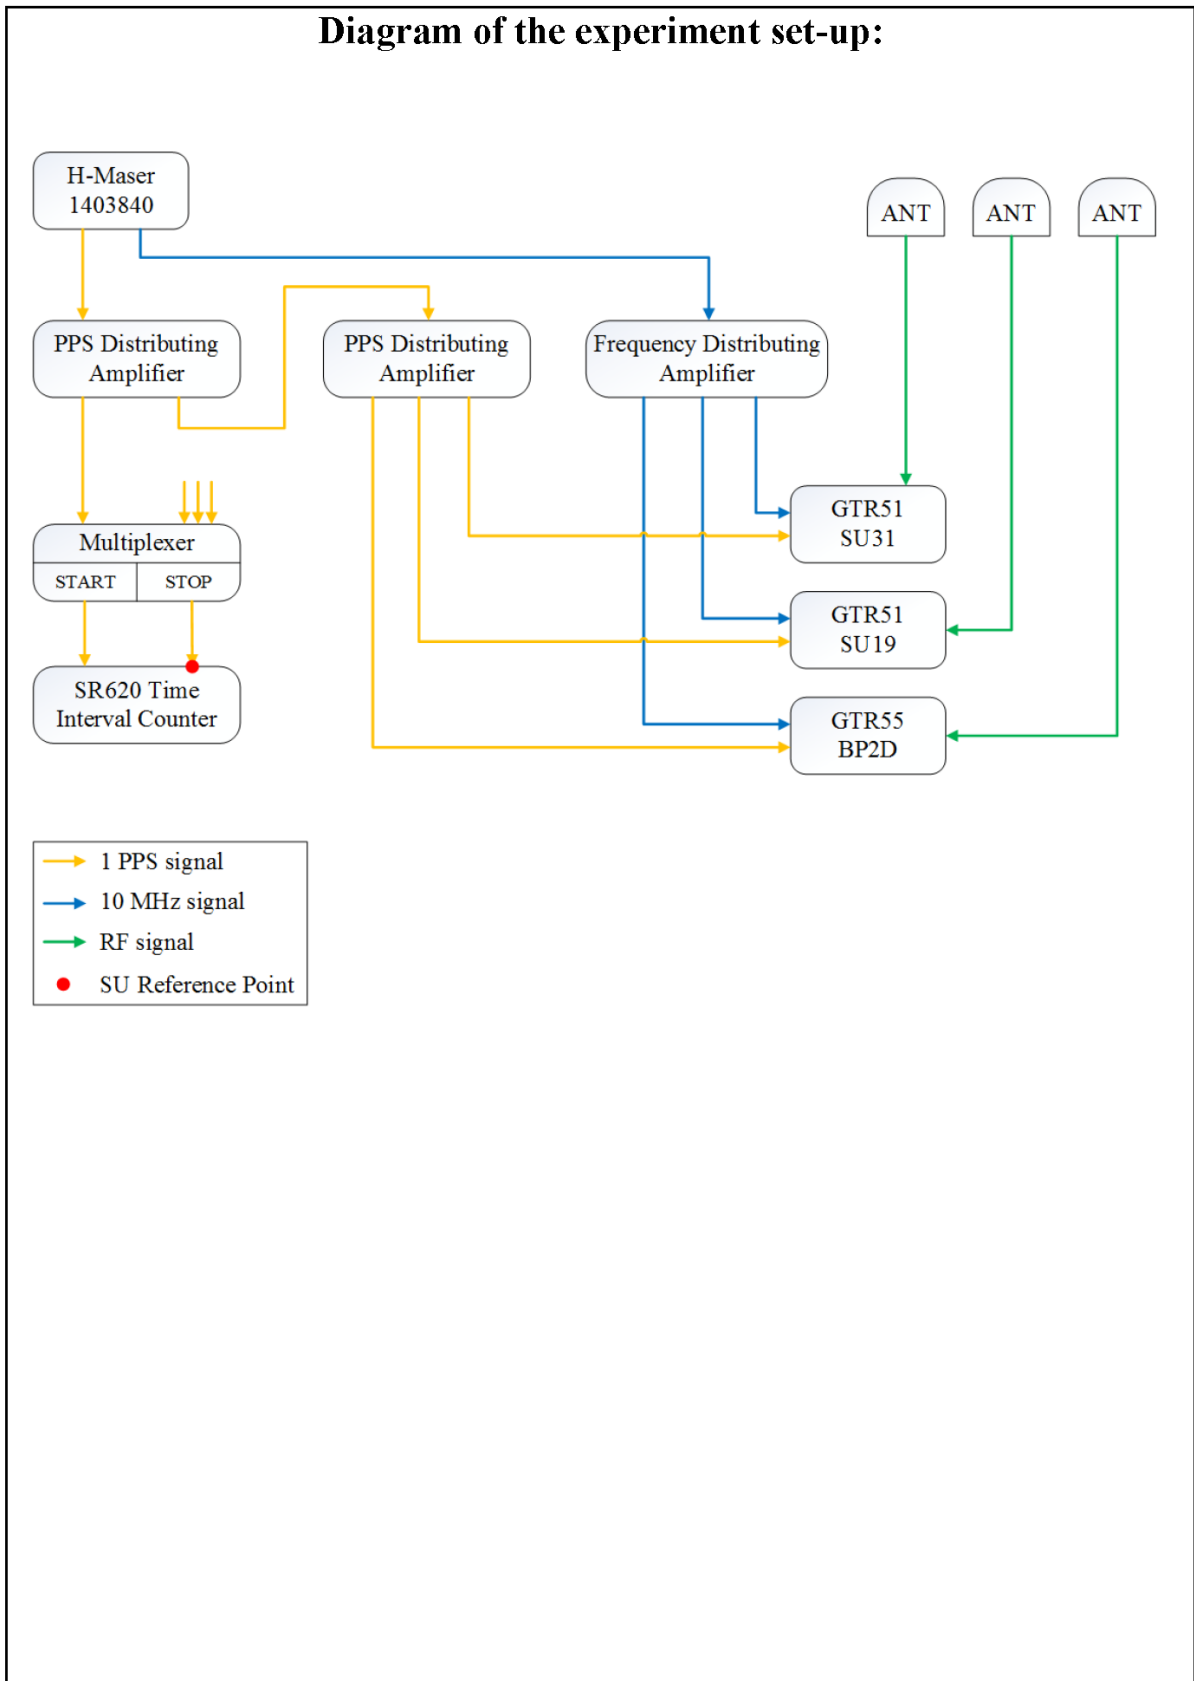 Diagram of the experiment set-up:
H-Maser
1403840
ANT
ANT
ANT
PPS Distributing
Amplifier
PPS Distributing
Amplifier
Frequency Distributing
Amplifier
GTR51
SU31
Multiplexer
START
STOP
GTR51
SU19
SR620 Time
Interval Counter
GTR55
BP2D
1 PPS signal
10 MHz signal
RF signal
SU Reference Point